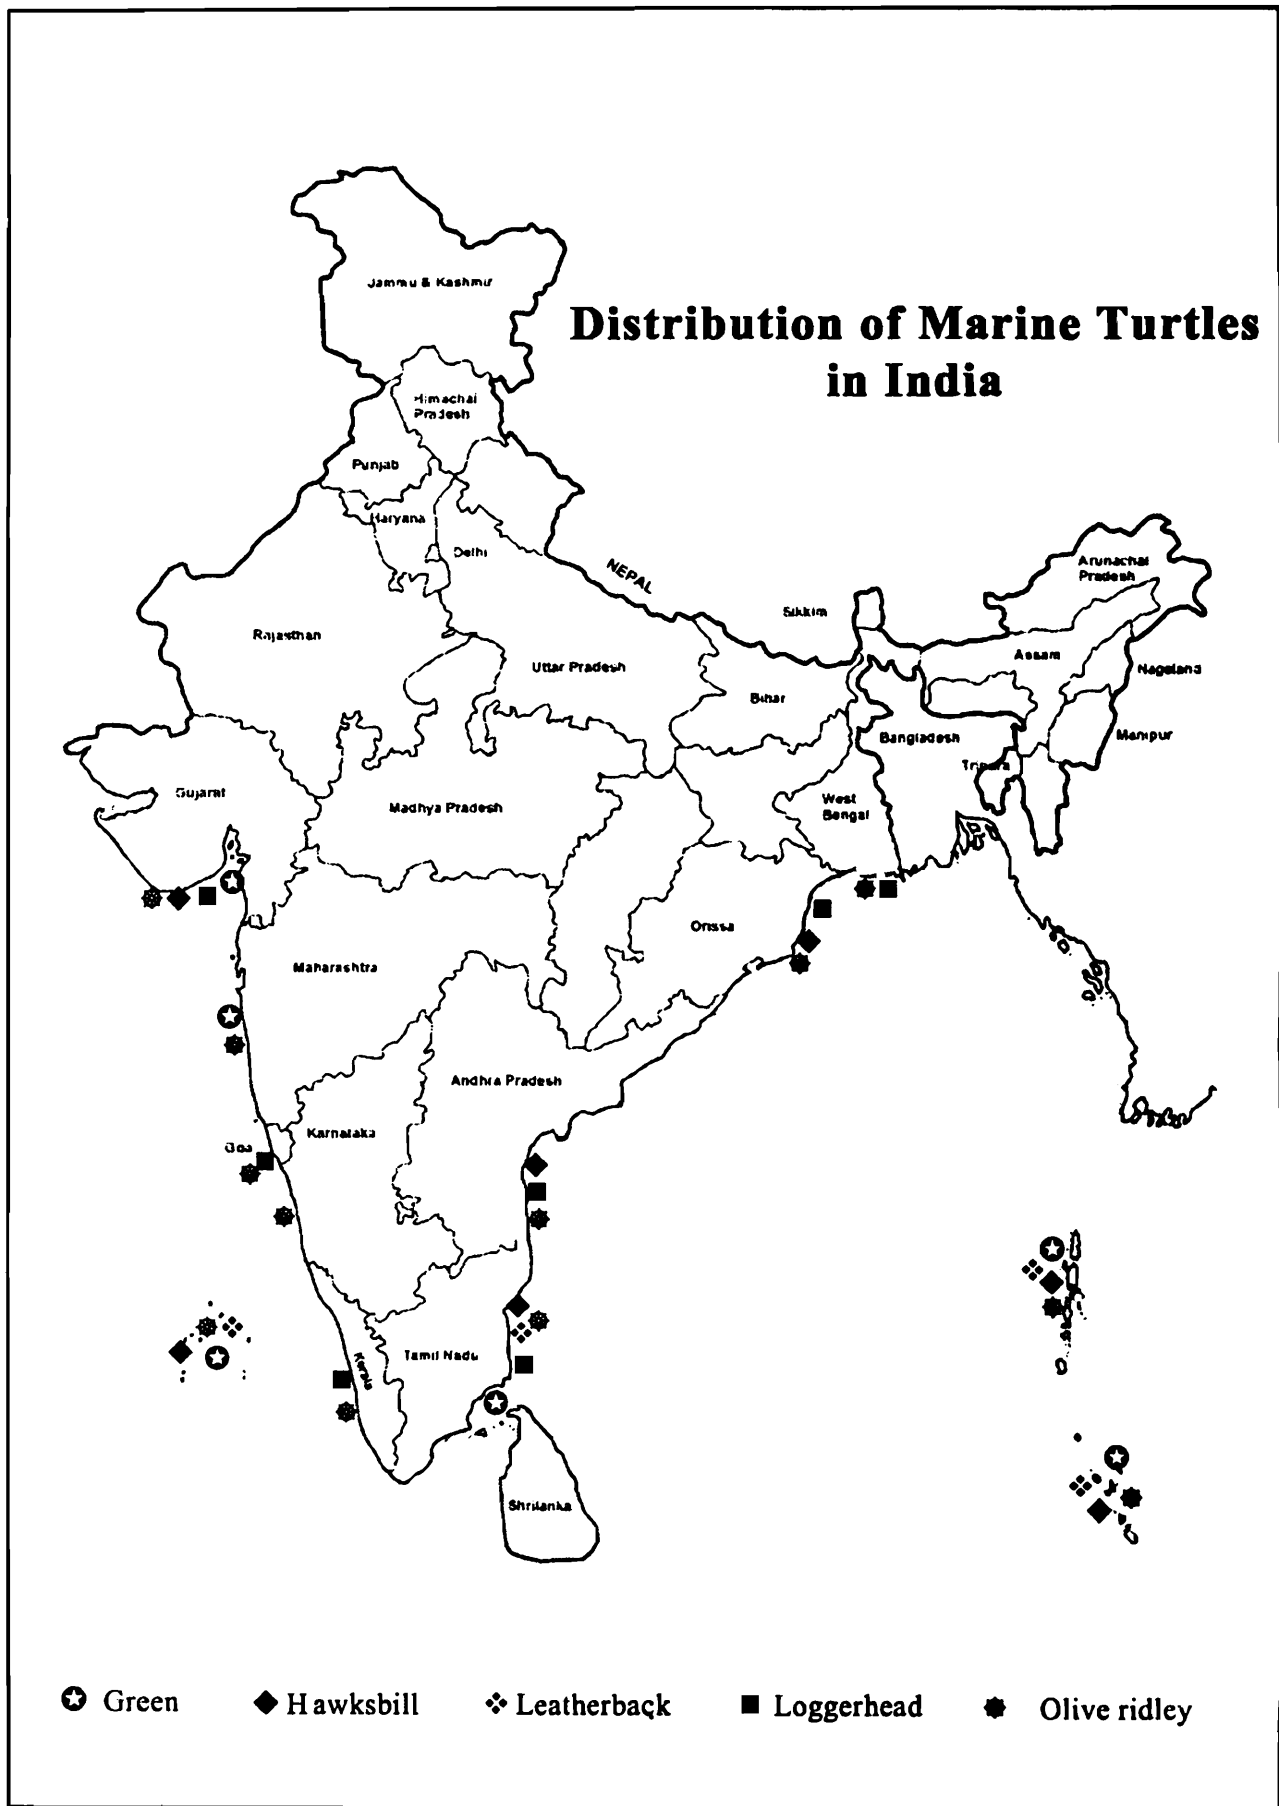 Jammu & Kashmir
Distribution of Marine Turtles
in India
Himachal
Pradesh
Punjab
Haryana
Delhi
NEPAL
Arunachal
Pradesh
Sikkim
Rajasthan
Assam
Uttar Pradesh
Nagaland
Bihar
Bangladesh
Manipur
Tripura
Gujarat
Madhya Pradesh
West
Bengal
Orissa
Maharashtra
Andhra Pradesh
Karnataka
Goa
Kerala
Tamil Nadu
Shrilanka
Green
Hawksbill
Leatherback
Loggerhead
Olive ridley